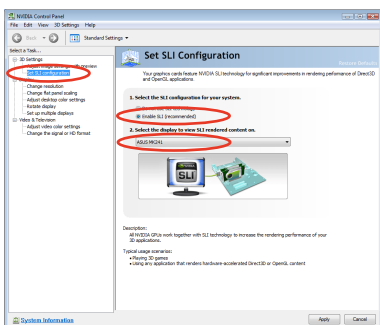 NVIDIA Control Panel
File Edit View 3D Settings Help
Back Standard Settings
Select a Task...
3D Settings
Adjust image settings with preview
Set SLI configuration
Change resolution
Change flat panel scaling
Adjust desktop color settings
Rotate display
Set up multiple displays
Video & Television
Adjust video color settings
Change the signal or HD format
System Information
Set SLI Configuration
Restore Defaults
Your graphics cards feature NVIDIA SLI technology for significant improvements in rendering performance of Direct3D
and OpenGL applications.
1. Select the SLI configuration for your system.
Enable SLI (recommended)
2. Select the display to view SLI rendered content on.
ASUS MK241
SLI
Description:
All NVIDIA GPUs work together with SLI technology to increase the rendering performance of your
3D applications.
Typical usage scenarios:
• Playing 3D games
• Using any application that renders hardware-accelerated Direct3D or OpenGL content
Apply Cancel